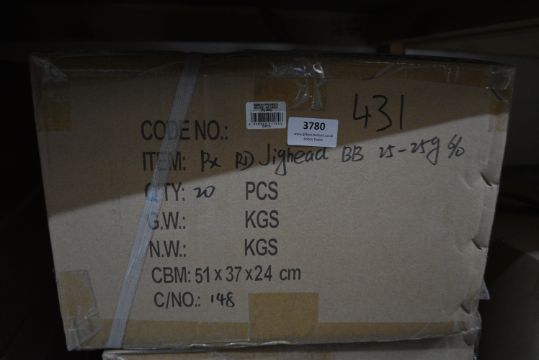 3780
431
CODE NO.:
ITEM: Px RD Jighead BB 25-25g %
Q'TY: 20 PCS
G.W.: KGS
N.W.: KGS
CBM: 51 x 37 x 24 cm
C/NO.: 148